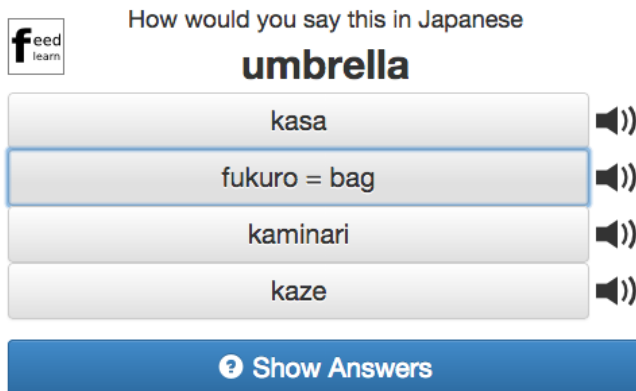 feed
learn
How would you say this in Japanese
umbrella
kasa
fukuro = bag
kaminari
kaze
? Show Answers